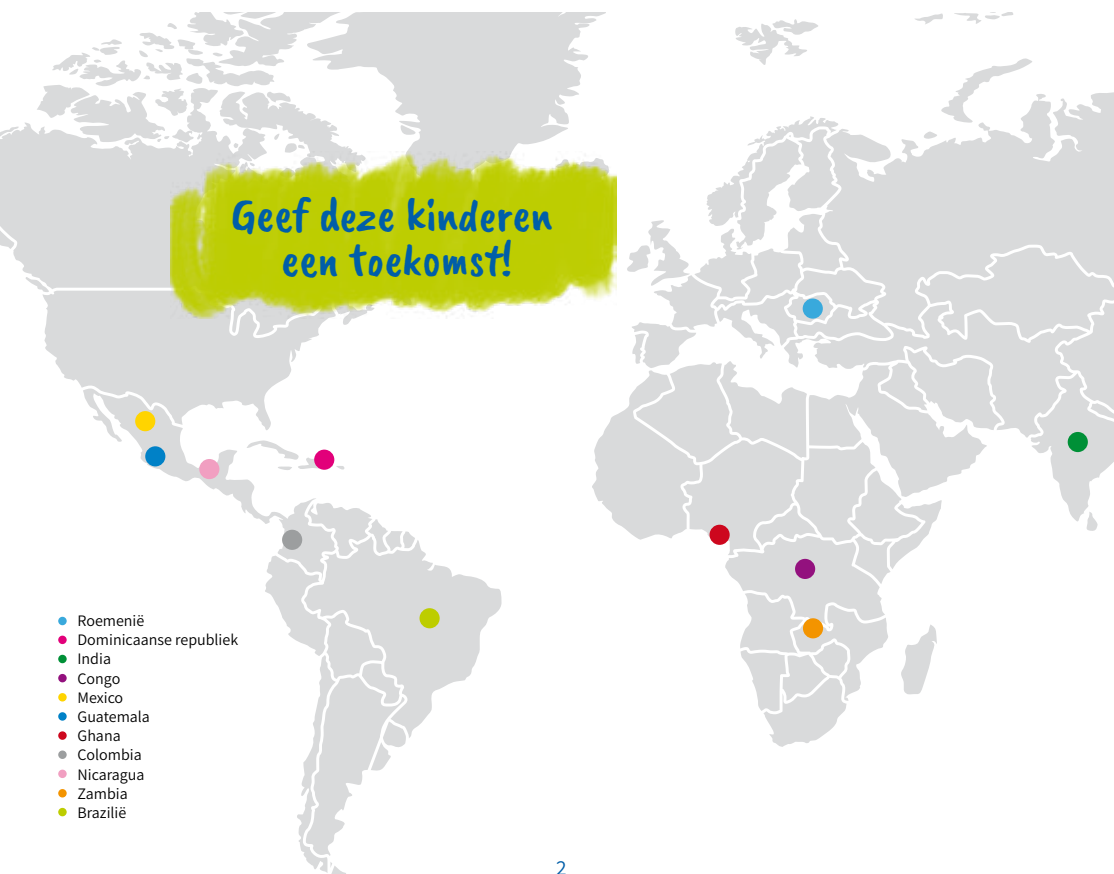 Geef deze kinderen
een toekomst!
Roemenië
Dominicaanse republiek
India
Congo
Mexico
Guatemala
Ghana
Colombia
Nicaragua
Zambia
Brazilië
2